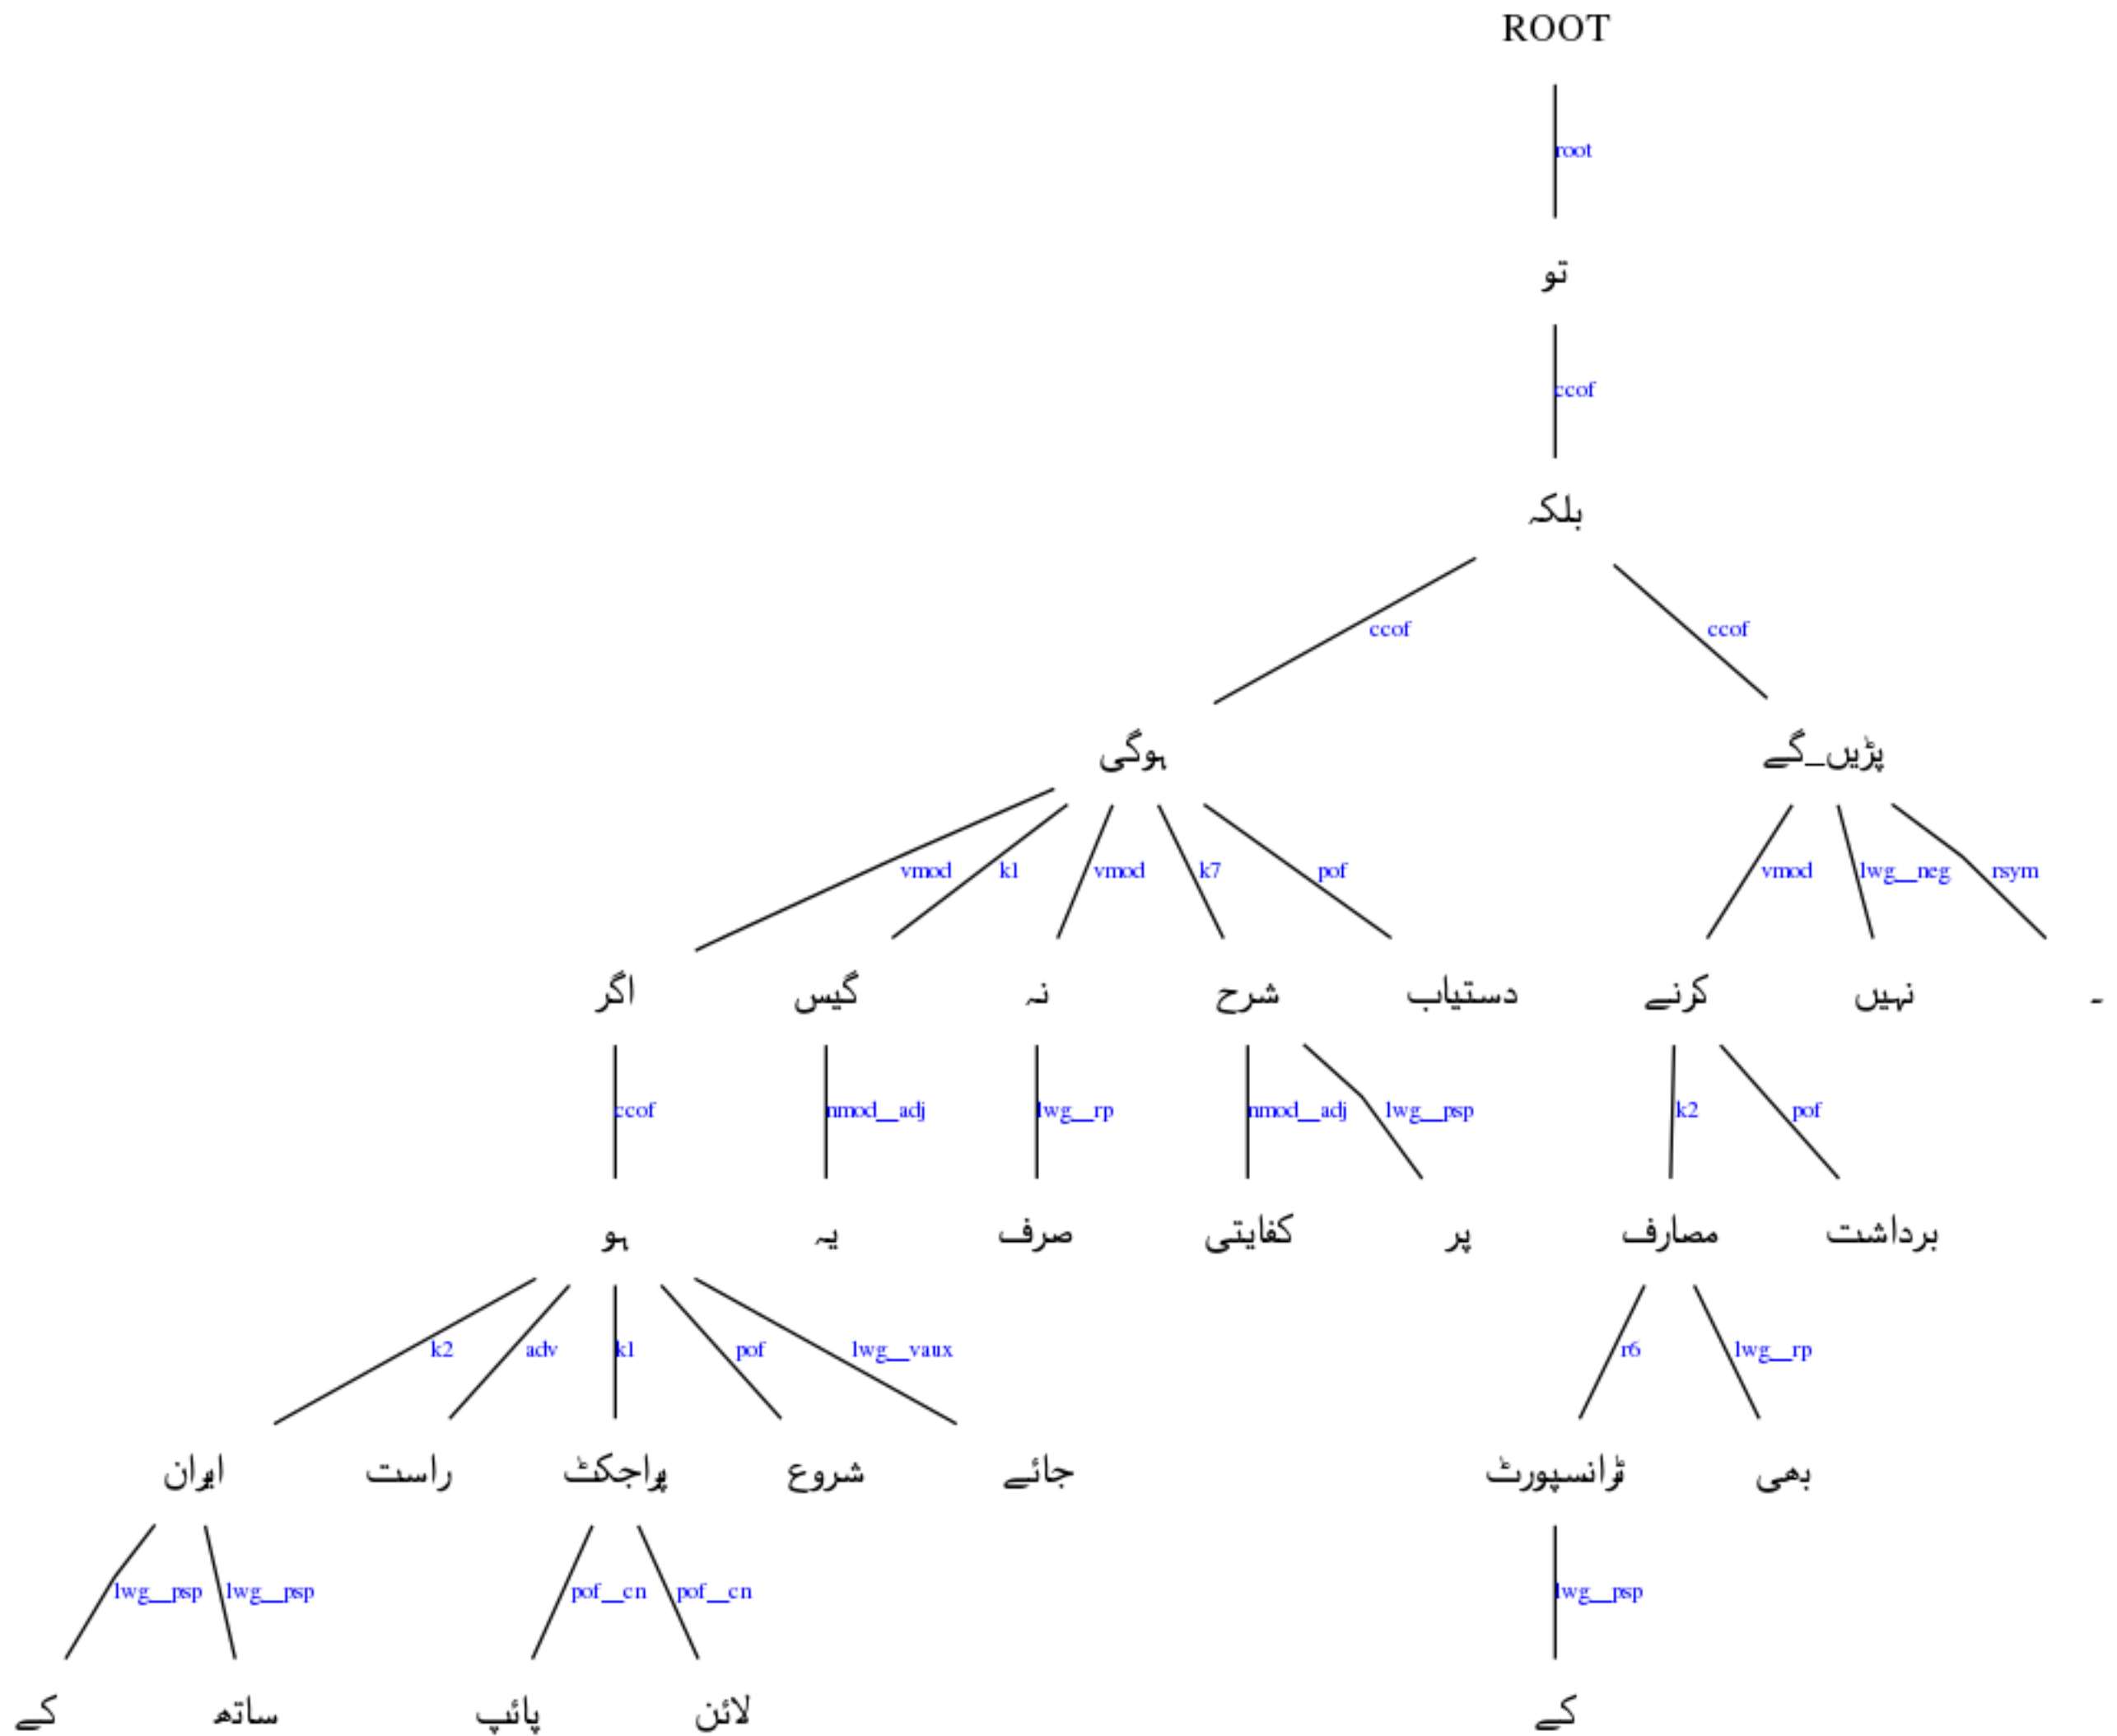 ROOT
root
تو
ccof
بلکہ
ccof ccof
ہوگی پڑیں_گے
vmod k1 vmod k7 pof vmod lwg__neg rsym
اگر گیس نہ شرح دستیاب کرنے نہیں ۔
ccof nmod__adj lwg__rp nmod__adj lwg__psp k2 pof
ہو یہ صرف کفایتی پر مصارف برداشت
k2 adv k1 pof lwg__vaux r6 lwg__rp
ایران راست پراجکٹ شروع جائے ٹرانسپورٹ بھی
lwg__psp lwg__psp pof__cn pof__cn lwg__psp
کے ساتھ پائپ لائن کے